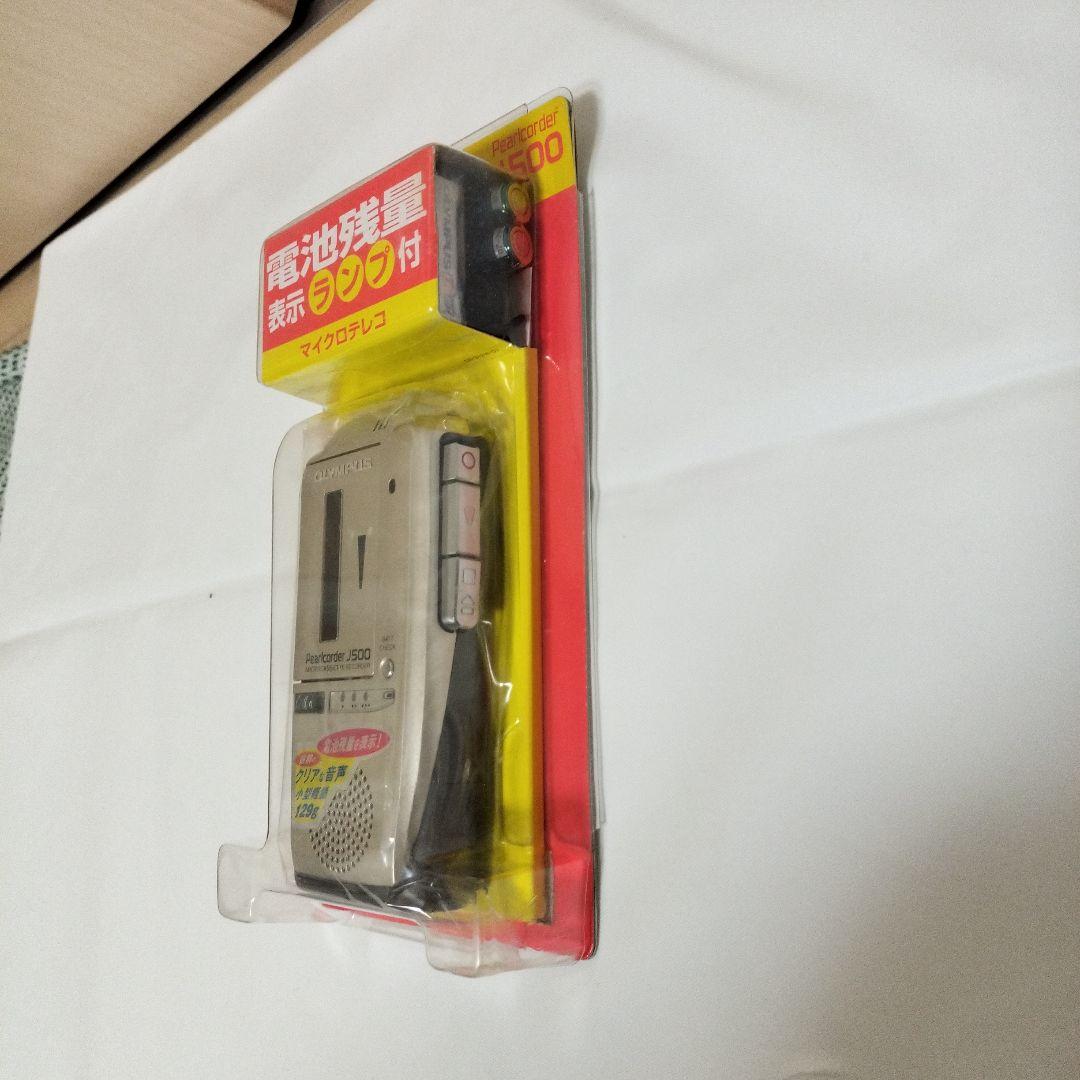 Pearlcorder
J500
電池残量
表示ランプ付
マイクロテレコ
OLYMPUS
Pearlcorder J500
MICROCASSETTE RECORDER
BATT
CHECK
電池残量を表示!
クリアな音声
小型軽量
129g